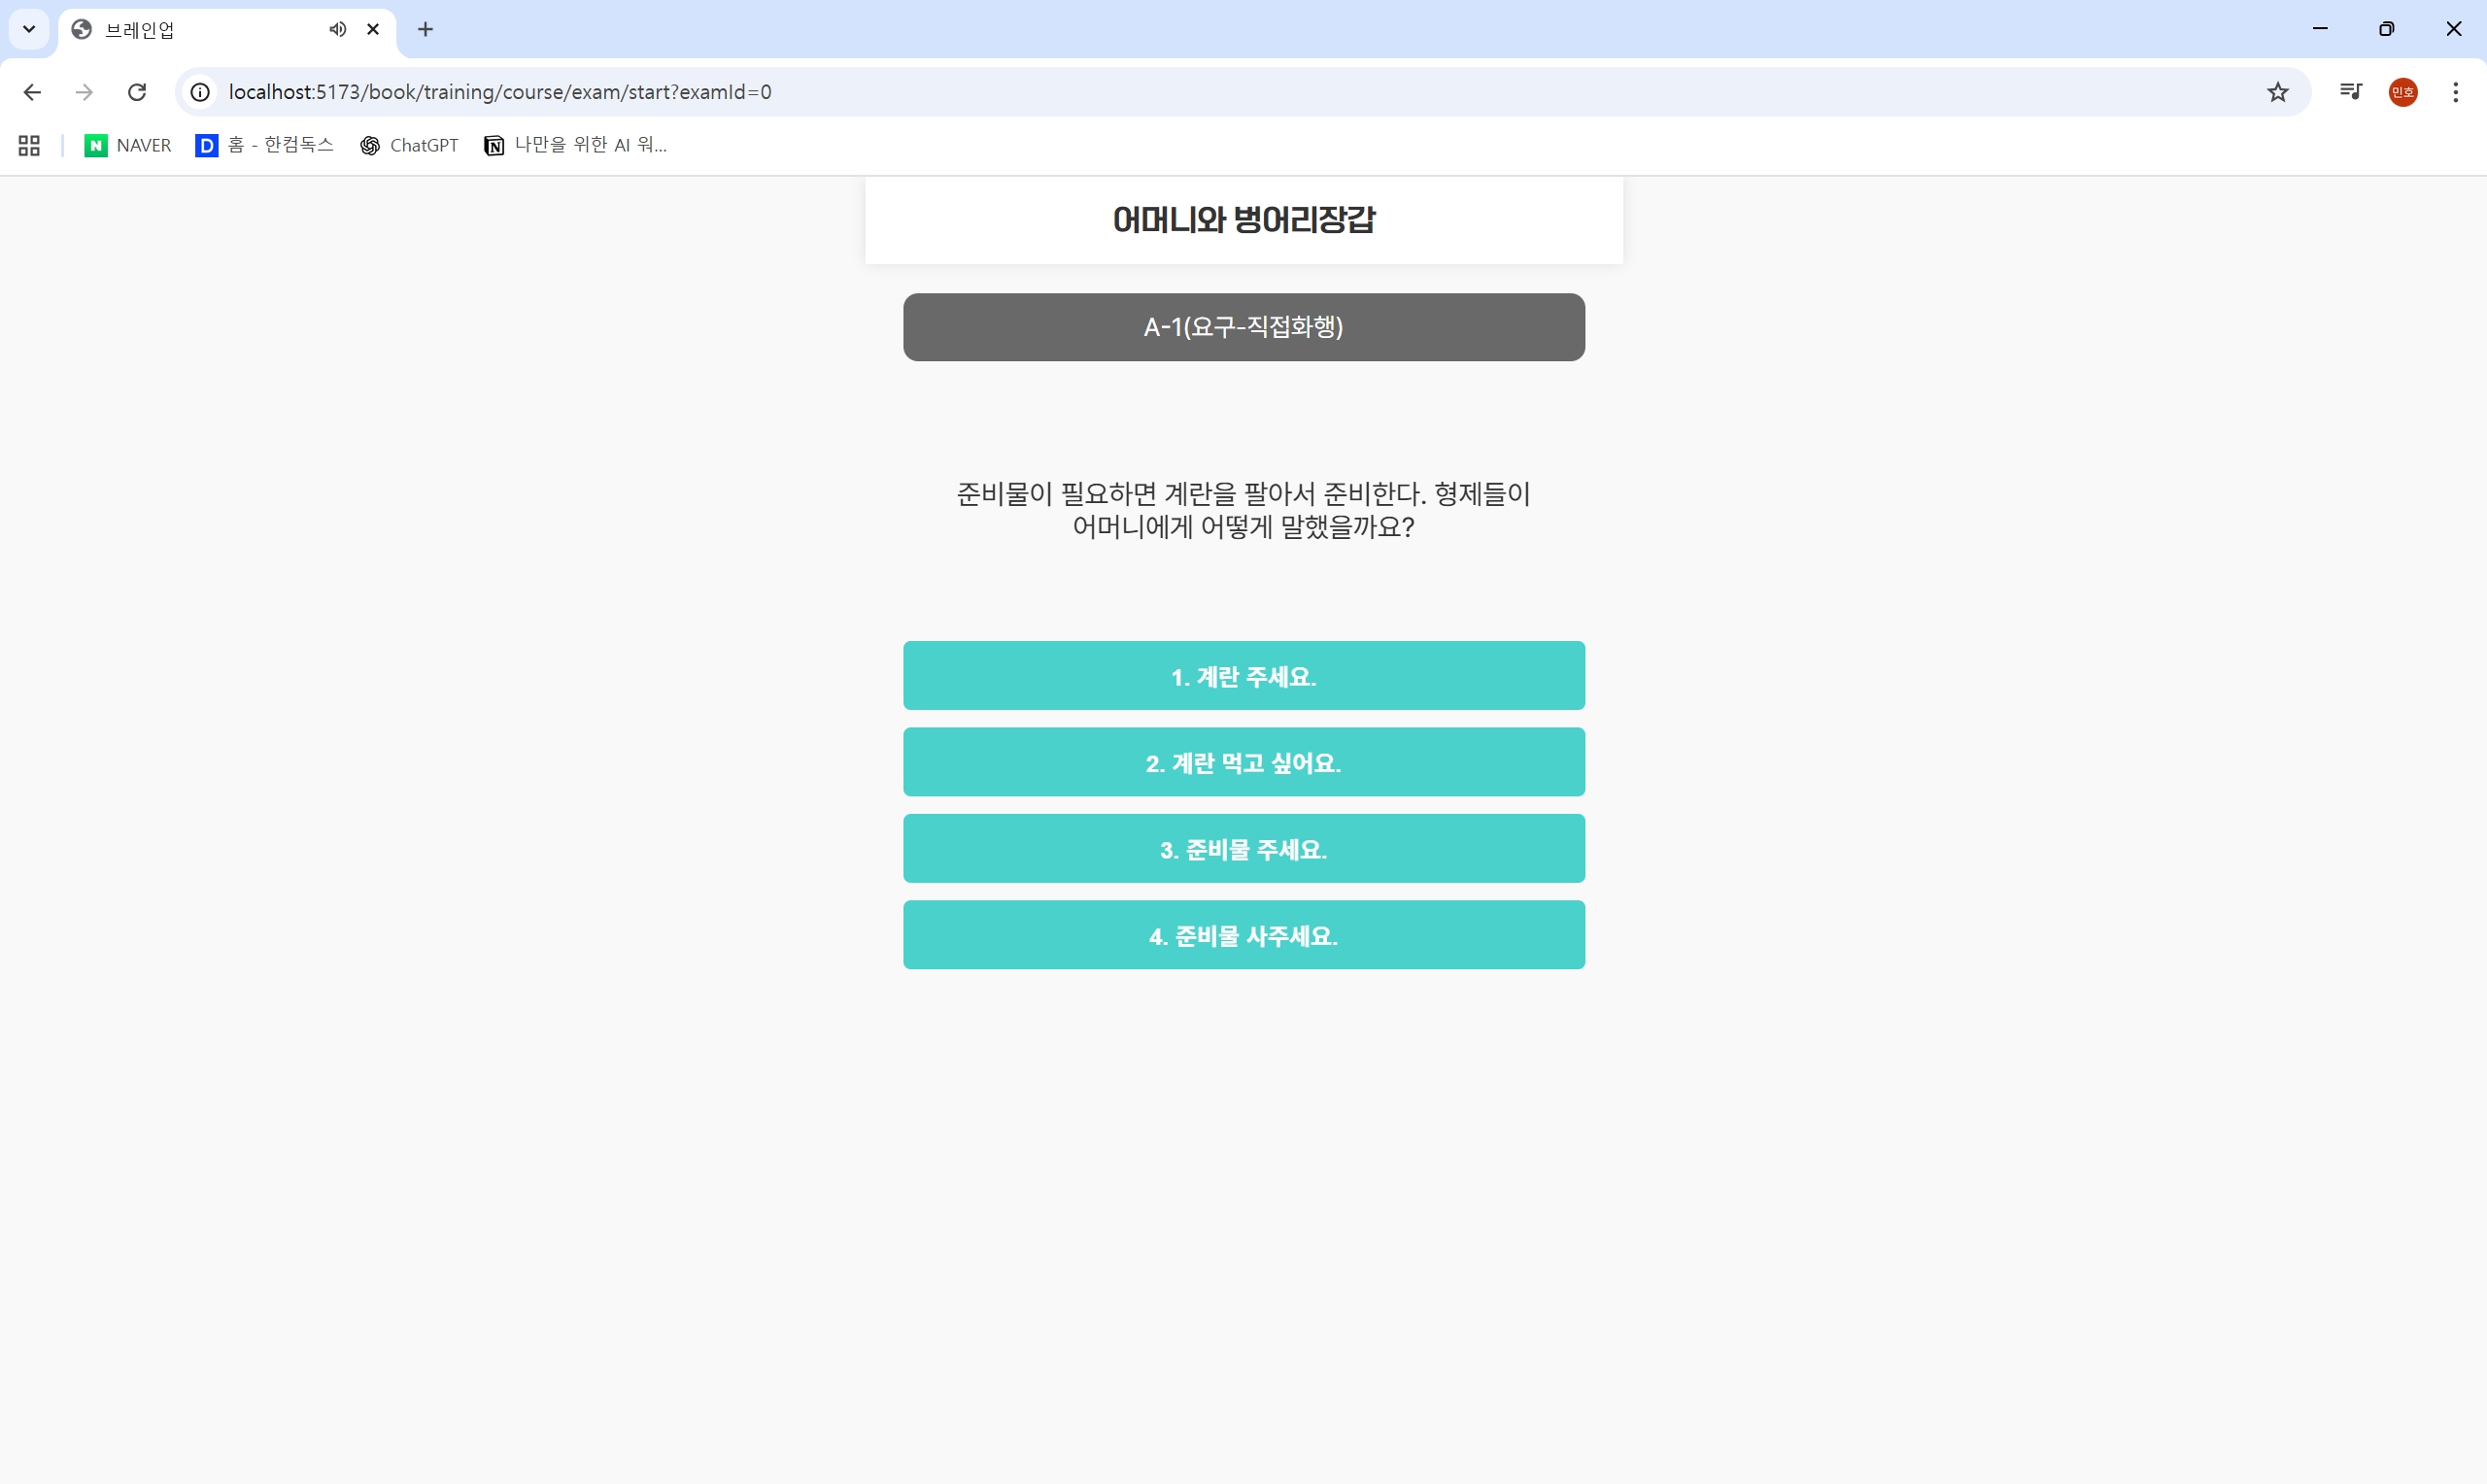 브레인업
localhost:5173/book/training/course/exam/start?examId=0
민호
NAVER
D 홈 - 한컴독스
ChatGPT
나만을 위한 AI 워...
어머니와 벙어리장갑
A-1(요구-직접화행)
준비물이 필요하면 계란을 팔아서 준비한다. 형제들이
어머니에게 어떻게 말했을까요?
1. 계란 주세요.
2. 계란 먹고 싶어요.
3. 준비물 주세요.
4. 준비물 사주세요.